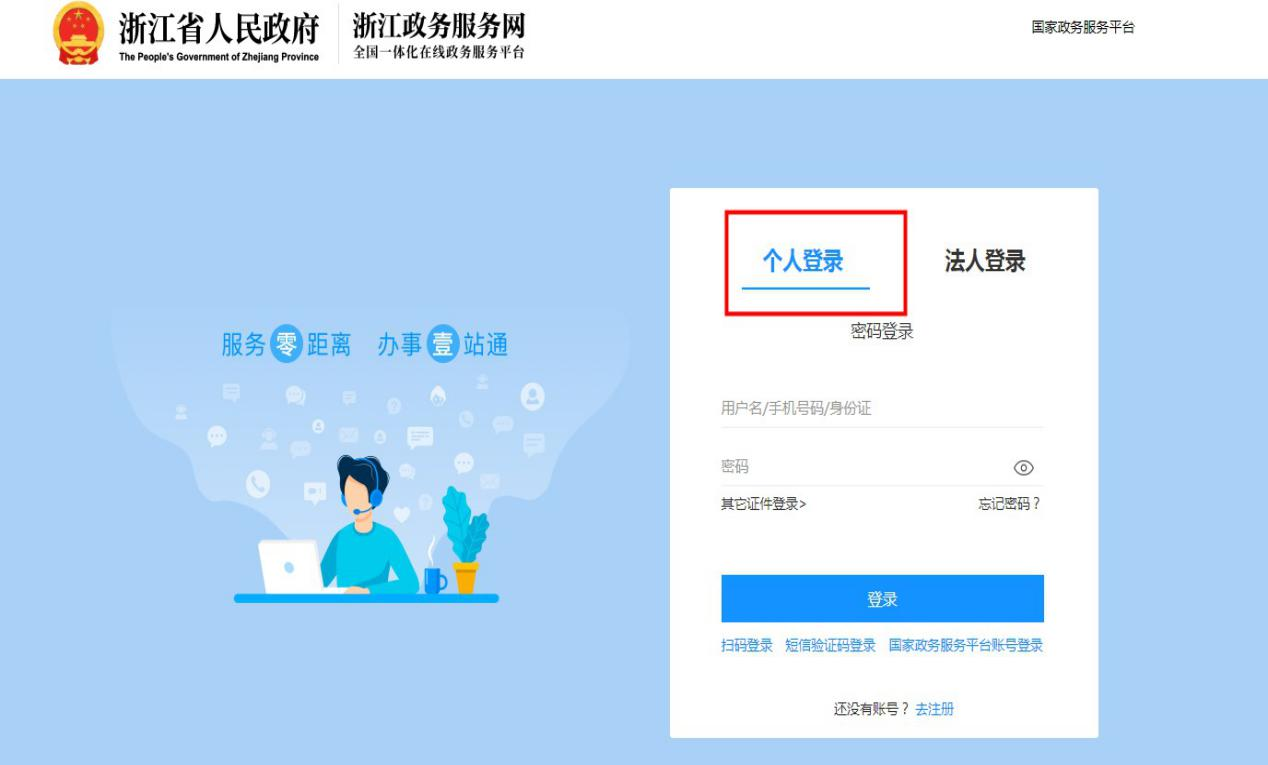 浙江省人民政府
The People's Government of Zhejiang Province
浙江政务服务网
全国一体化在线政务服务平台
国家政务服务平台
服务零距离 办事壹站通
个人登录 法人登录
密码登录
用户名/手机号码/身份证
密码
其它证件登录> 忘记密码？
登录
扫码登录 短信验证码登录 国家政务服务平台账号登录
还没有账号？去注册